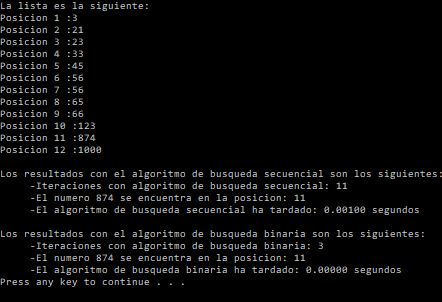 La lista es la siguiente:
Posicion 1 :3
Posicion 2 :21
Posicion 3 :23
Posicion 4 :33
Posicion 5 :45
Posicion 6 :56
Posicion 7 :56
Posicion 8 :65
Posicion 9 :66
Posicion 10 :123
Posicion 11 :874
Posicion 12 :1000
Los resultados con el algoritmo de busqueda secuencial son los siguientes:
-Iteraciones con algoritmo de busqueda secuencial: 11
-El numero 874 se encuentra en la posicion: 11
-El algoritmo de busqueda secuencial ha tardado: 0.00100 segundos
Los resultados con el algoritmo de busqueda binaria son los siguientes:
-Iteraciones con algoritmo de busqueda binaria: 3
-El numero 874 se encuentra en la posicion: 11
-El algoritmo de busqueda binaria ha tardado: 0.00000 segundos
Press any key to continue . . .